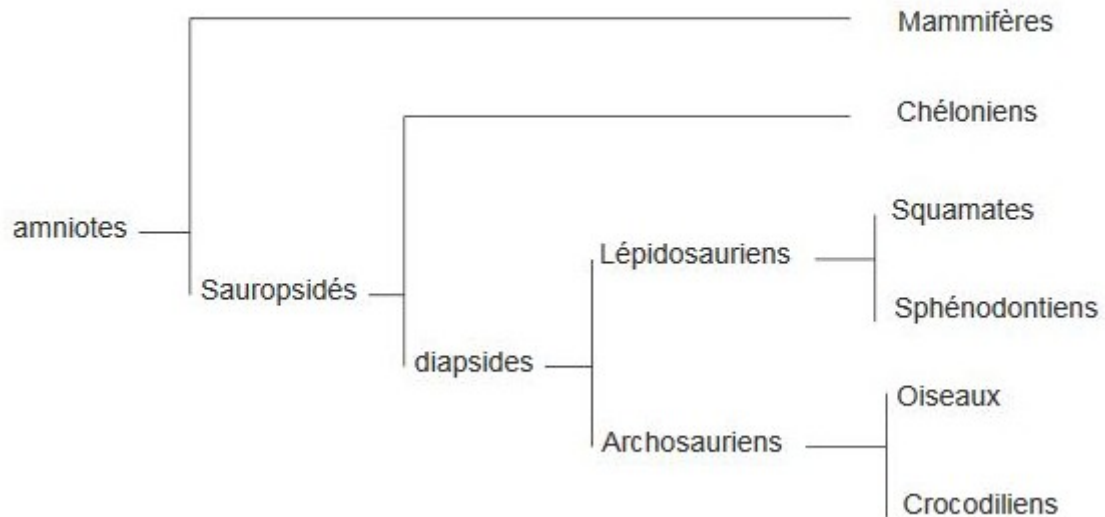 Mammifères
Chéloniens
Squamates
amniotes
Lépidosauriens
Sauropsidés
Sphénodontiens
diapsides
Oiseaux
Archosauriens
Crocodiliens